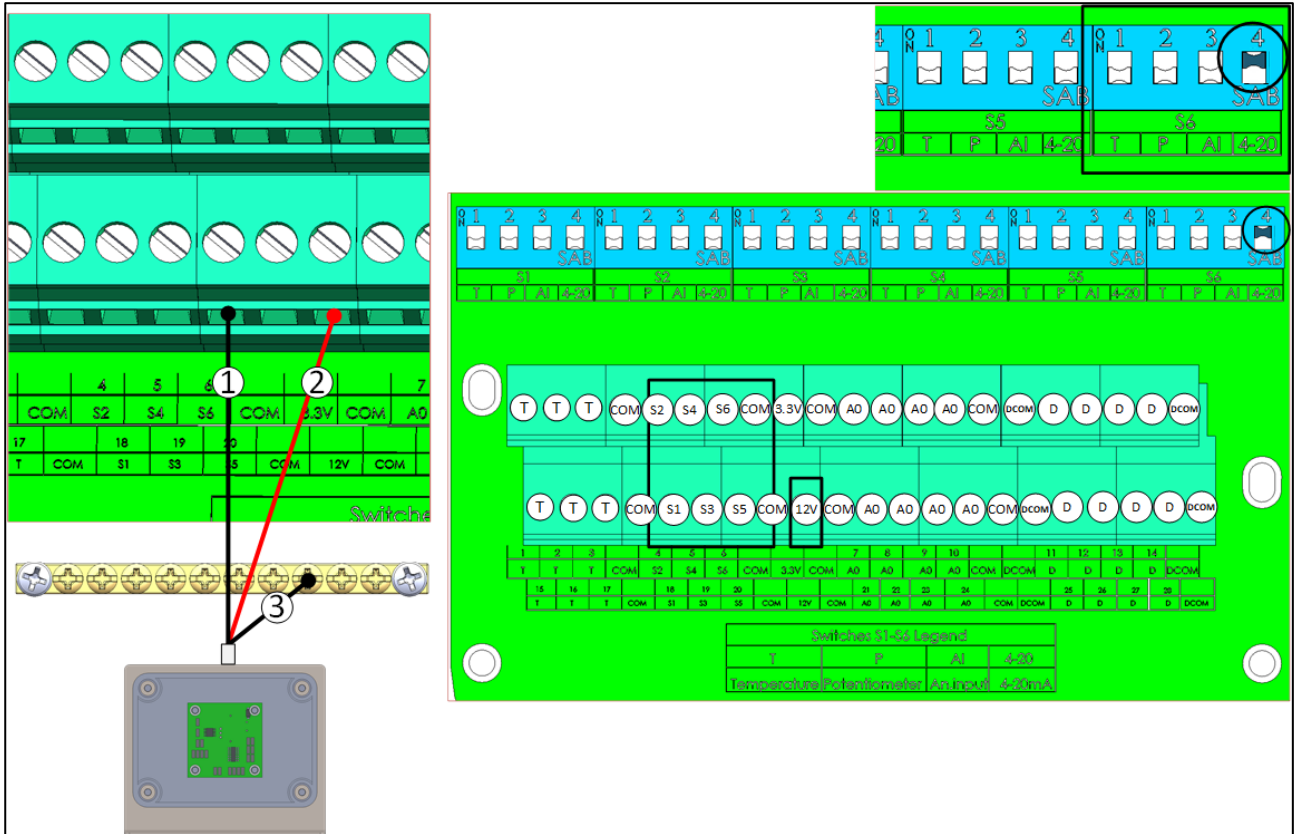 4 ON 1 2 3 4 ON 1 2 3 4
AB SAB SAB
S5 S6
20 T P AI 4-20 T P AI 4-20
4 5 6 7
1 2
COM S2 S4 S6 COM 3.3V COM A0
17 18 19 20
T COM S1 S3 S5 COM 12V COM
Switche
3
ON 1 2 3 4 ON 1 2 3 4 ON 1 2 3 4 ON 1 2 3 4 ON 1 2 3 4 ON 1 2 3 4
SAB SAB SAB SAB SAB SAB
S1 S2 S3 S4 S5 S6
T P AI 4-20 T P AI 4-20 T P AI 4-20 T P AI 4-20 T P AI 4-20 T P AI 4-20
T T T COM S2 S4 S6 COM 3.3V COM A0 A0 A0 A0 COM DCOM D D D D DCOM
T T T COM S1 S3 S5 COM 12V COM A0 A0 A0 A0 COM DCOM D D D D DCOM
1 2 3 4 5 6 7 8 9 10 11 12 13 14
T T T COM S2 S4 S6 COM 3.3V COM A0 A0 A0 A0 COM DCOM D D D D DCOM
15 16 17 18 19 20 21 22 23 24 25 26 27 28
T T T COM S1 S3 S5 COM 12V COM A0 A0 A0 A0 COM DCOM D D D D DCOM
Switches S1-S6 Legend
T P AI 4-20
Temperature Potentiometer An.input 4-20mA